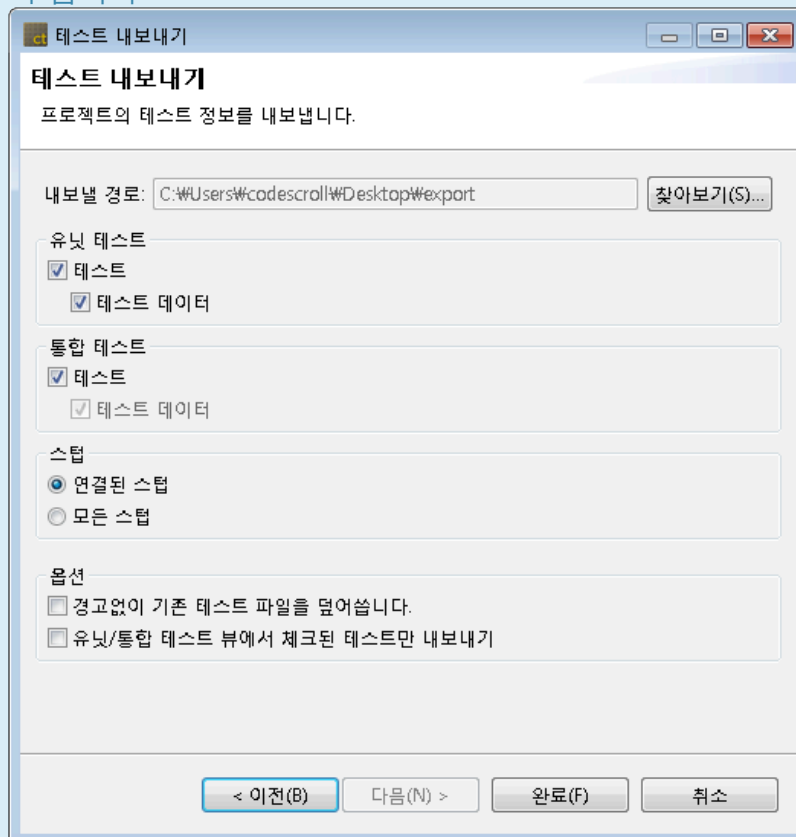 ct 테스트 내보내기
테스트 내보내기
프로젝트의 테스트 정보를 내보냅니다.
내보낼 경로: C:₩Users₩codescroll₩Desktop₩export 찾아보기(S)...
유닛 테스트
테스트
테스트 데이터
통합 테스트
테스트
테스트 데이터
스텁
연결된 스텁
모든 스텁
옵션
경고없이 기존 테스트 파일을 덮어씁니다.
유닛/통합 테스트 뷰에서 체크된 테스트만 내보내기
< 이전(B) 다음(N) > 완료(F) 취소